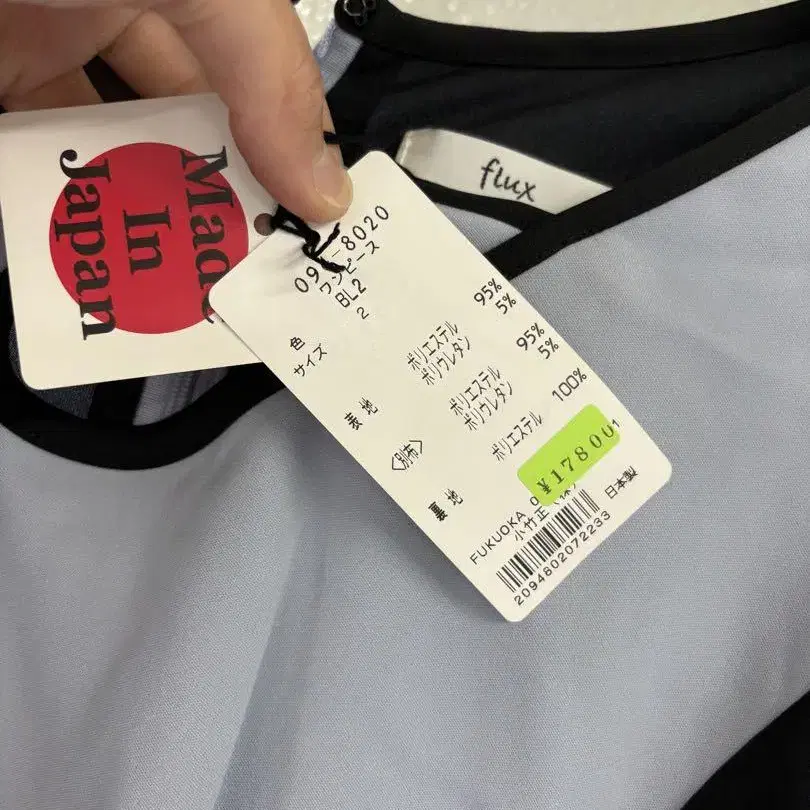 Made
In
Japan
flux
8020
ワンピース
BL2
色
サイズ 2
表地 ポリエステル 95%
ポリウレタン 5%
〈別布〉 ポリエステル 95%
ポリウレタン 5%
裏地 ポリエステル 100%
¥17800
FUKUOKA
小竹正
日本製
2094802072233